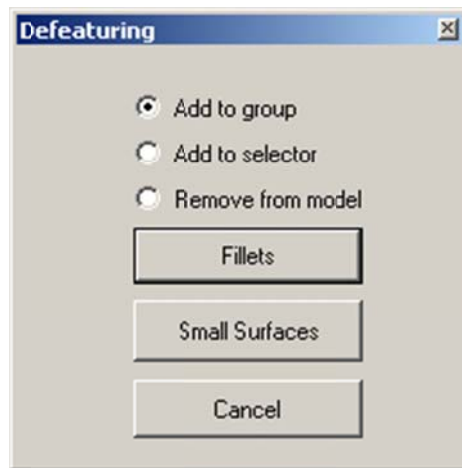 Defeaturing
Add to group
Add to selector
Remove from model
Fillets
Small Surfaces
Cancel